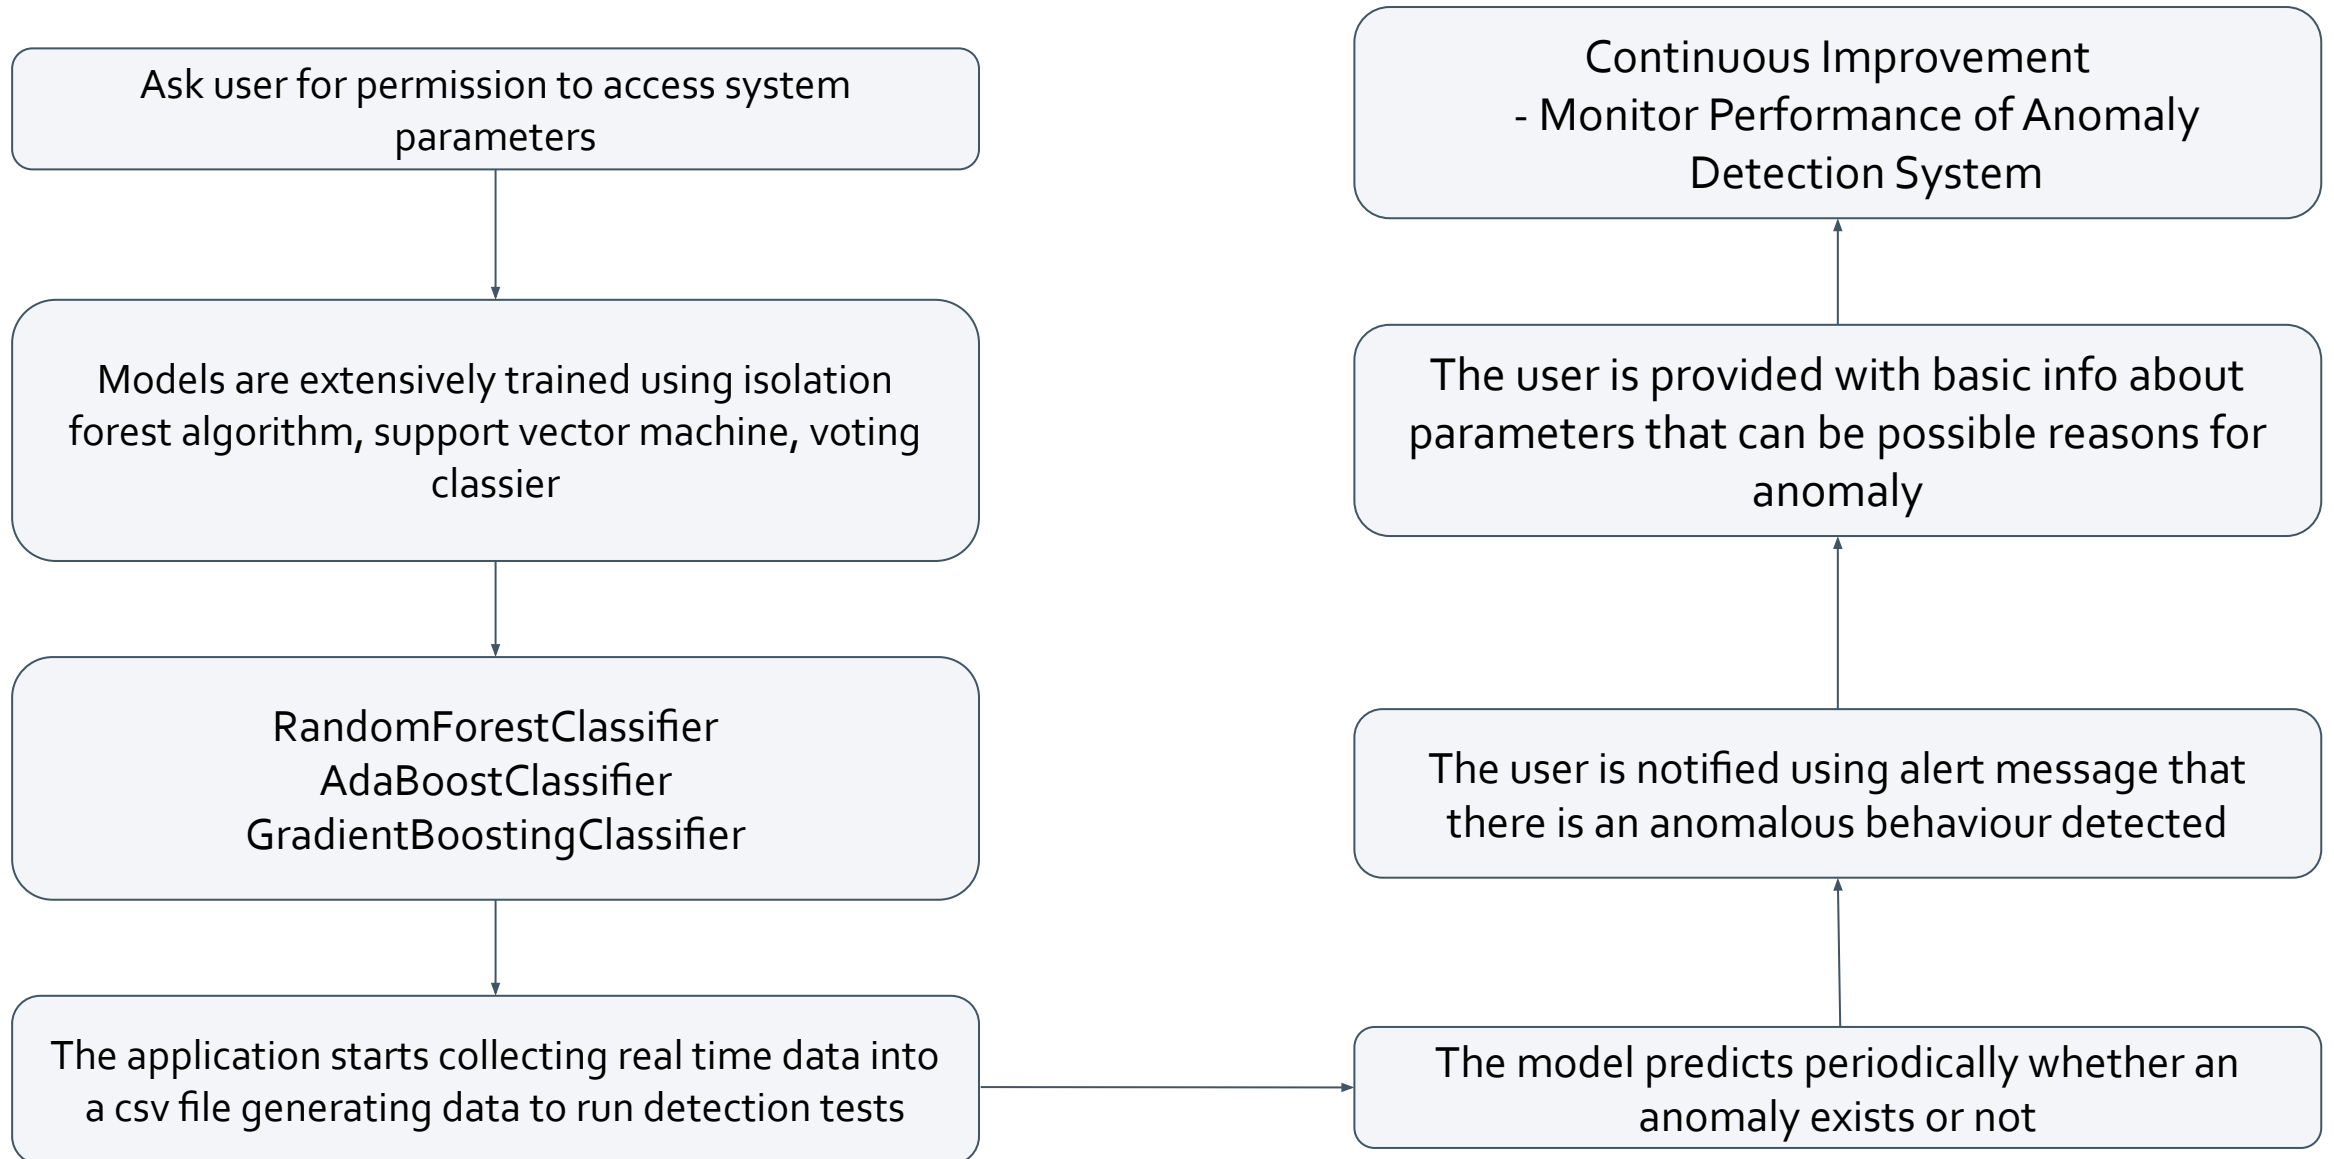 Ask user for permission to access system
parameters
Models are extensively trained using isolation
forest algorithm, support vector machine, voting
classier
RandomForestClassifier
AdaBoostClassifier
GradientBoostingClassifier
The application starts collecting real time data into
a csv file generating data to run detection tests
The model predicts periodically whether an
anomaly exists or not
The user is notified using alert message that
there is an anomalous behaviour detected
The user is provided with basic info about
parameters that can be possible reasons for
anomaly
Continuous Improvement
- Monitor Performance of Anomaly
Detection System